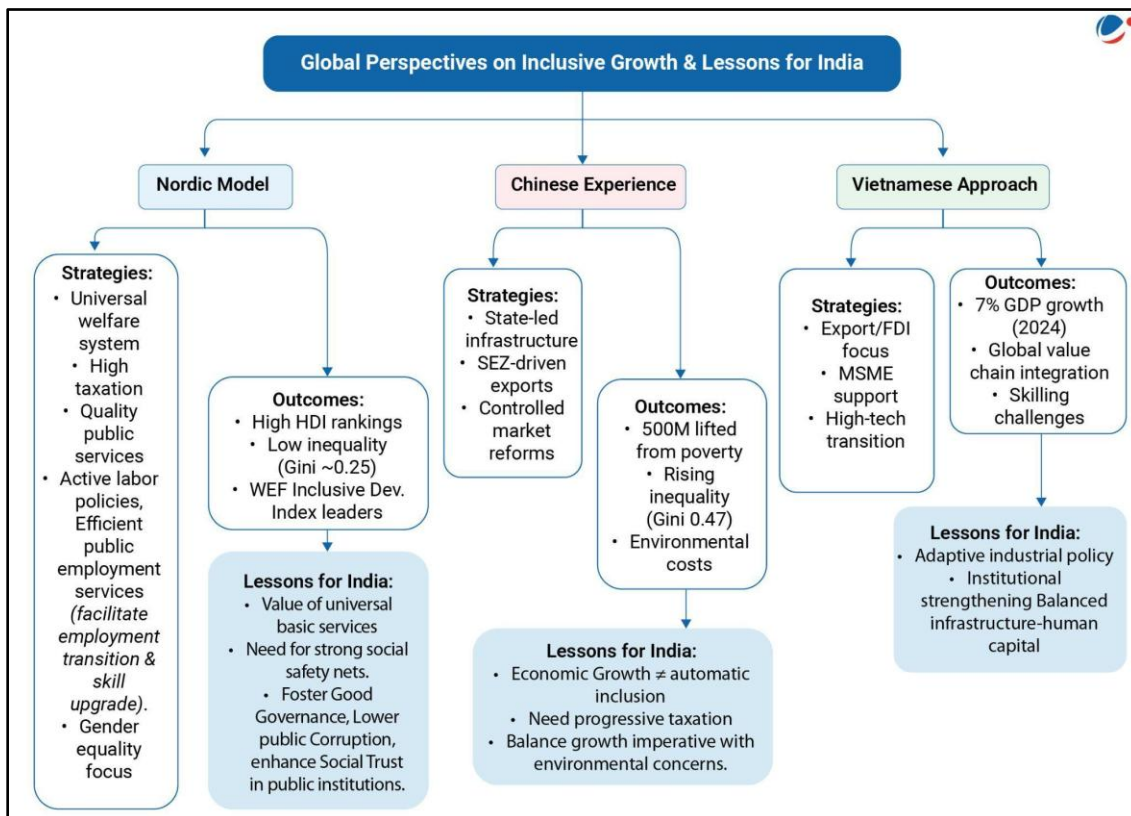 Global Perspectives on Inclusive Growth & Lessons for India
Nordic Model
Strategies:
• Universal
welfare
system
• High
taxation
• Quality
public
services
• Active labor
policies,
Efficient
public
employment
services
(facilitate
employment
transition &
skill
upgrade).
• Gender
equality
focus
Outcomes:
• High HDI rankings
• Low inequality
(Gini ~0.25)
• WEF Inclusive Dev.
Index leaders
Lessons for India:
• Value of universal
basic services
• Need for strong social
safety nets.
• Foster Good
Governance, Lower
public Corruption,
enhance Social Trust
in public institutions.
Chinese Experience
Strategies:
• State-led
infrastructure
• SEZ-driven
exports
• Controlled
market
reforms
Outcomes:
• 500M lifted
from poverty
• Rising
inequality
(Gini 0.47)
• Environmental
costs
Lessons for India:
• Economic Growth ≠ automatic
inclusion
• Need progressive taxation
• Balance growth imperative with
environmental concerns.
Vietnamese Approach
Strategies:
• Export/FDI
focus
• MSME
support
• High-tech
transition
Outcomes:
• 7% GDP growth
(2024)
• Global value
chain integration
• Skilling
challenges
Lessons for India:
• Adaptive industrial policy
• Institutional
strengthening Balanced
infrastructure-human
capital